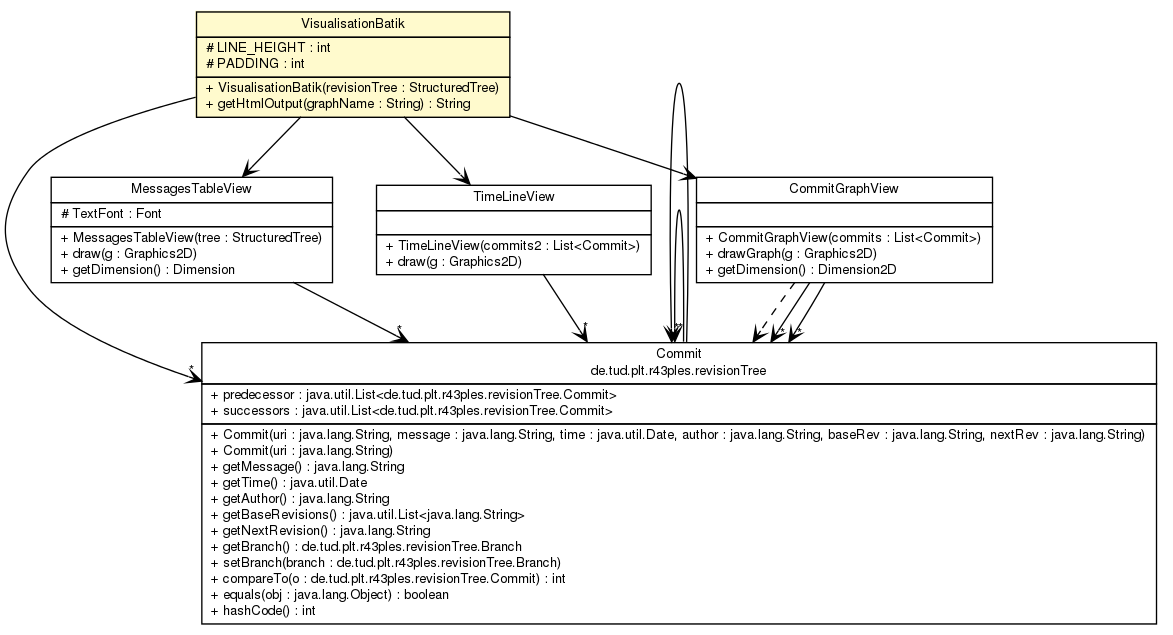 VisualisationBatik
# LINE_HEIGHT : int
# PADDING : int
+ VisualisationBatik(revisionTree : StructuredTree)
+ getHtmlOutput(graphName : String) : String
MessagesTableView
# TextFont : Font
+ MessagesTableView(tree : StructuredTree)
+ draw(g : Graphics2D)
+ getDimension() : Dimension
TimeLineView
+ TimeLineView(commits2 : List<Commit>)
+ draw(g : Graphics2D)
CommitGraphView
+ CommitGraphView(commits : List<Commit>)
+ drawGraph(g : Graphics2D)
+ getDimension() : Dimension2D
*
*
*
*
*
*
*
Commit
de.tud.plt.r43ples.revisionTree
+ predecessor : java.util.List<de.tud.plt.r43ples.revisionTree.Commit>
+ successors : java.util.List<de.tud.plt.r43ples.revisionTree.Commit>
+ Commit(uri : java.lang.String, message : java.lang.String, time : java.util.Date, author : java.lang.String, baseRev : java.lang.String, nextRev : java.lang.String)
+ Commit(uri : java.lang.String)
+ getMessage() : java.lang.String
+ getTime() : java.util.Date
+ getAuthor() : java.lang.String
+ getBaseRevisions() : java.util.List<java.lang.String>
+ getNextRevision() : java.lang.String
+ getBranch() : de.tud.plt.r43ples.revisionTree.Branch
+ setBranch(branch : de.tud.plt.r43ples.revisionTree.Branch)
+ compareTo(o : de.tud.plt.r43ples.revisionTree.Commit) : int
+ equals(obj : java.lang.Object) : boolean
+ hashCode() : int